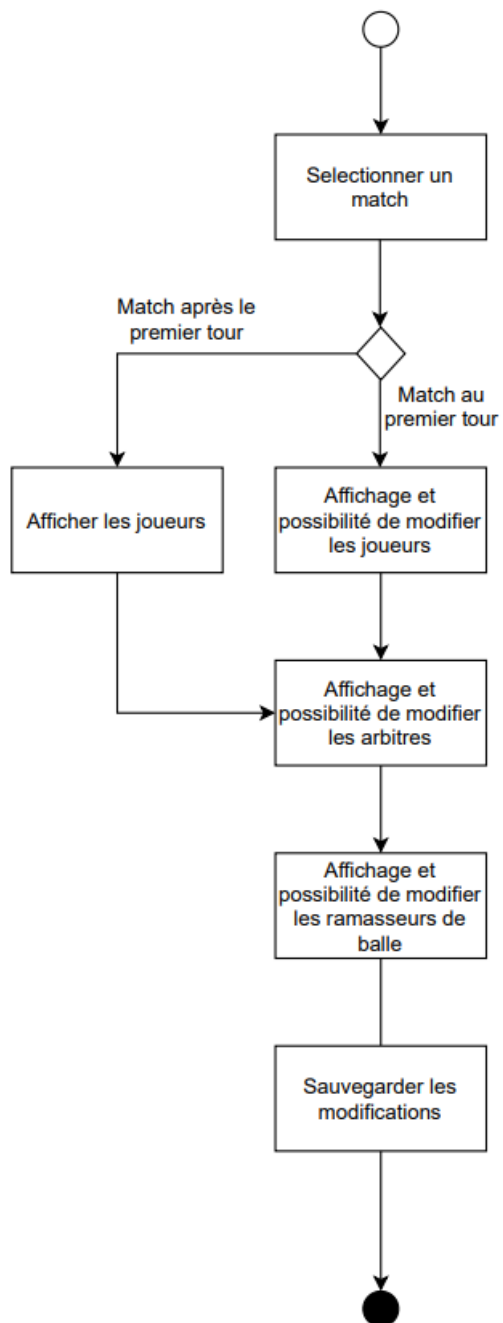 Selectionner un
match
Match après le
premier tour
Match au
premier tour
Afficher les joueurs
Affichage et
possibilité de modifier
les joueurs
Affichage et
possibilité de modifier
les arbitres
Affichage et
possibilité de modifier
les ramasseurs de
balle
Sauvegarder les
modifications